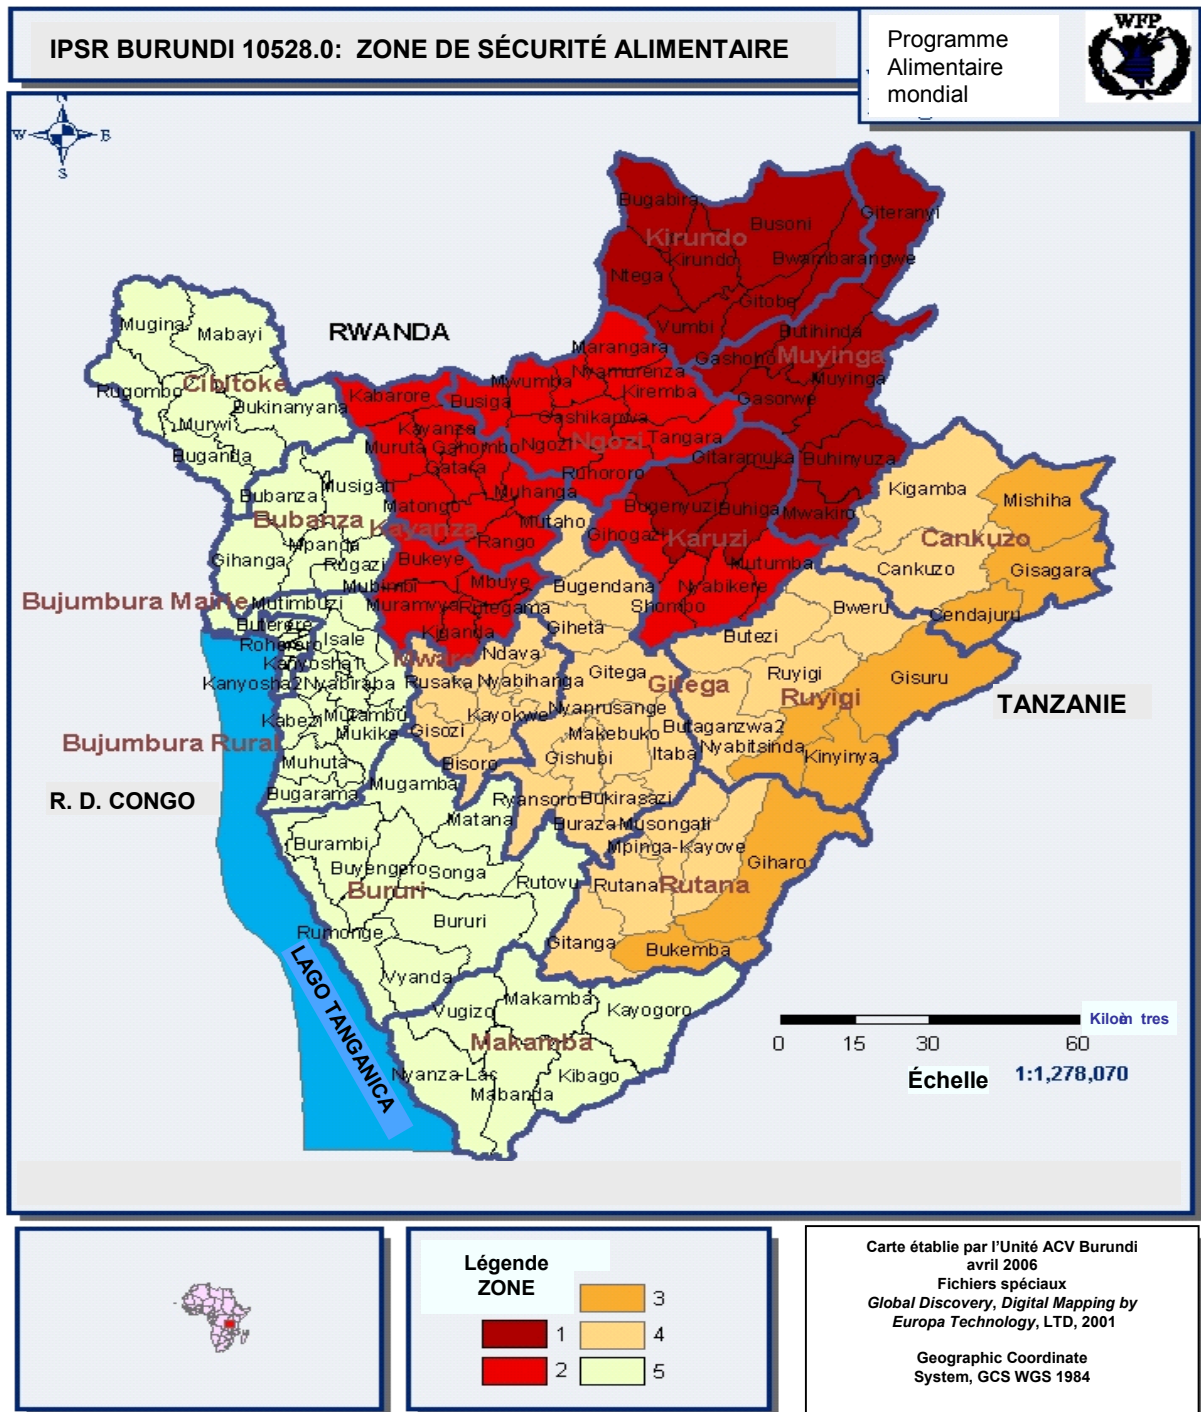 IPSR BURUNDI 10528.0: ZONE DE SÉCURITÉ ALIMENTAIRE
Programme
Alimentaire
mondial
WFP
N
W
E
S
RWANDA
TANZANIE
R. D. CONGO
LAGO TANGANICA
Kirundo
Bugabira
Busoni
Giteranyi
Kirundo
Bwambarangwe
Ntega
Gitobe
Vumbi
Muyinga
Butihinda
Gashoho
Muyinga
Gasorwe
Buhinyuza
Mwakiro
Cibitoke
Mugina
Mabayi
Rugombo
Bukinanyana
Murwi
Buganda
Ngozi
Marangara
Mwumba
Nyamurenza
Kiremba
Busiga
Gashikanwa
Ngozi
Tangara
Ruhororo
Kayanza
Kabarore
Kayanza
Muruta
Gahombo
Gatara
Matongo
Muhanga
Rango
Karuzi
Gitaramuka
Bugenyuzi
Buhiga
Gihogazi
Mutumba
Nyabikere
Shombo
Cankuzo
Kigamba
Mishiha
Cankuzo
Gisagara
Cendajuru
Bubanza
Bubanza
Musigati
Mpanda
Gihanga
Rugazi
Bukeye
Mbuye
Muramvya
Rutegama
Kiganda
Bujumbura Mairie
Buterere
Rohero
Kanyosha1
Kanyosha2
Bujumbura Rural
Mubimbi
Mutimbuzi
Isale
Nyabiraba
Kabezi
Mutambu
Mukike
Muhuta
Bugarama
Mwaro
Ndava
Rusaka
Nyabihanga
Kayokwe
Gisozi
Bisoro
Gitega
Mutaho
Bugendana
Giheta
Gitega
Nyanrusange
Makebuko
Itaba
Gishubi
Ryansoro
Bukirasazi
Buraza
Ruyigi
Bweru
Butezi
Ruyigi
Gisuru
Butaganzwa2
Nyabitsinda
Kinyinya
Rutana
Musongati
Mpinga-Kayove
Giharo
Rutana
Gitanga
Bukemba
Bururi
Mugamba
Matana
Burambi
Buyengero
Songa
Rutovu
Bururi
Rumonge
Vyanda
Makamba
Vugizo
Makamba
Kayogoro
Nyanza-Lac
Kibago
Mabanda
Kiloèm tres
0 15 30 60
Échelle 1:1,278,070
Légende
ZONE
1
2
3
4
5
Carte établie par l'Unité ACV Burundi
avril 2006
Fichiers spéciaux
Global Discovery, Digital Mapping by
Europa Technology, LTD, 2001
Geographic Coordinate
System, GCS WGS 1984